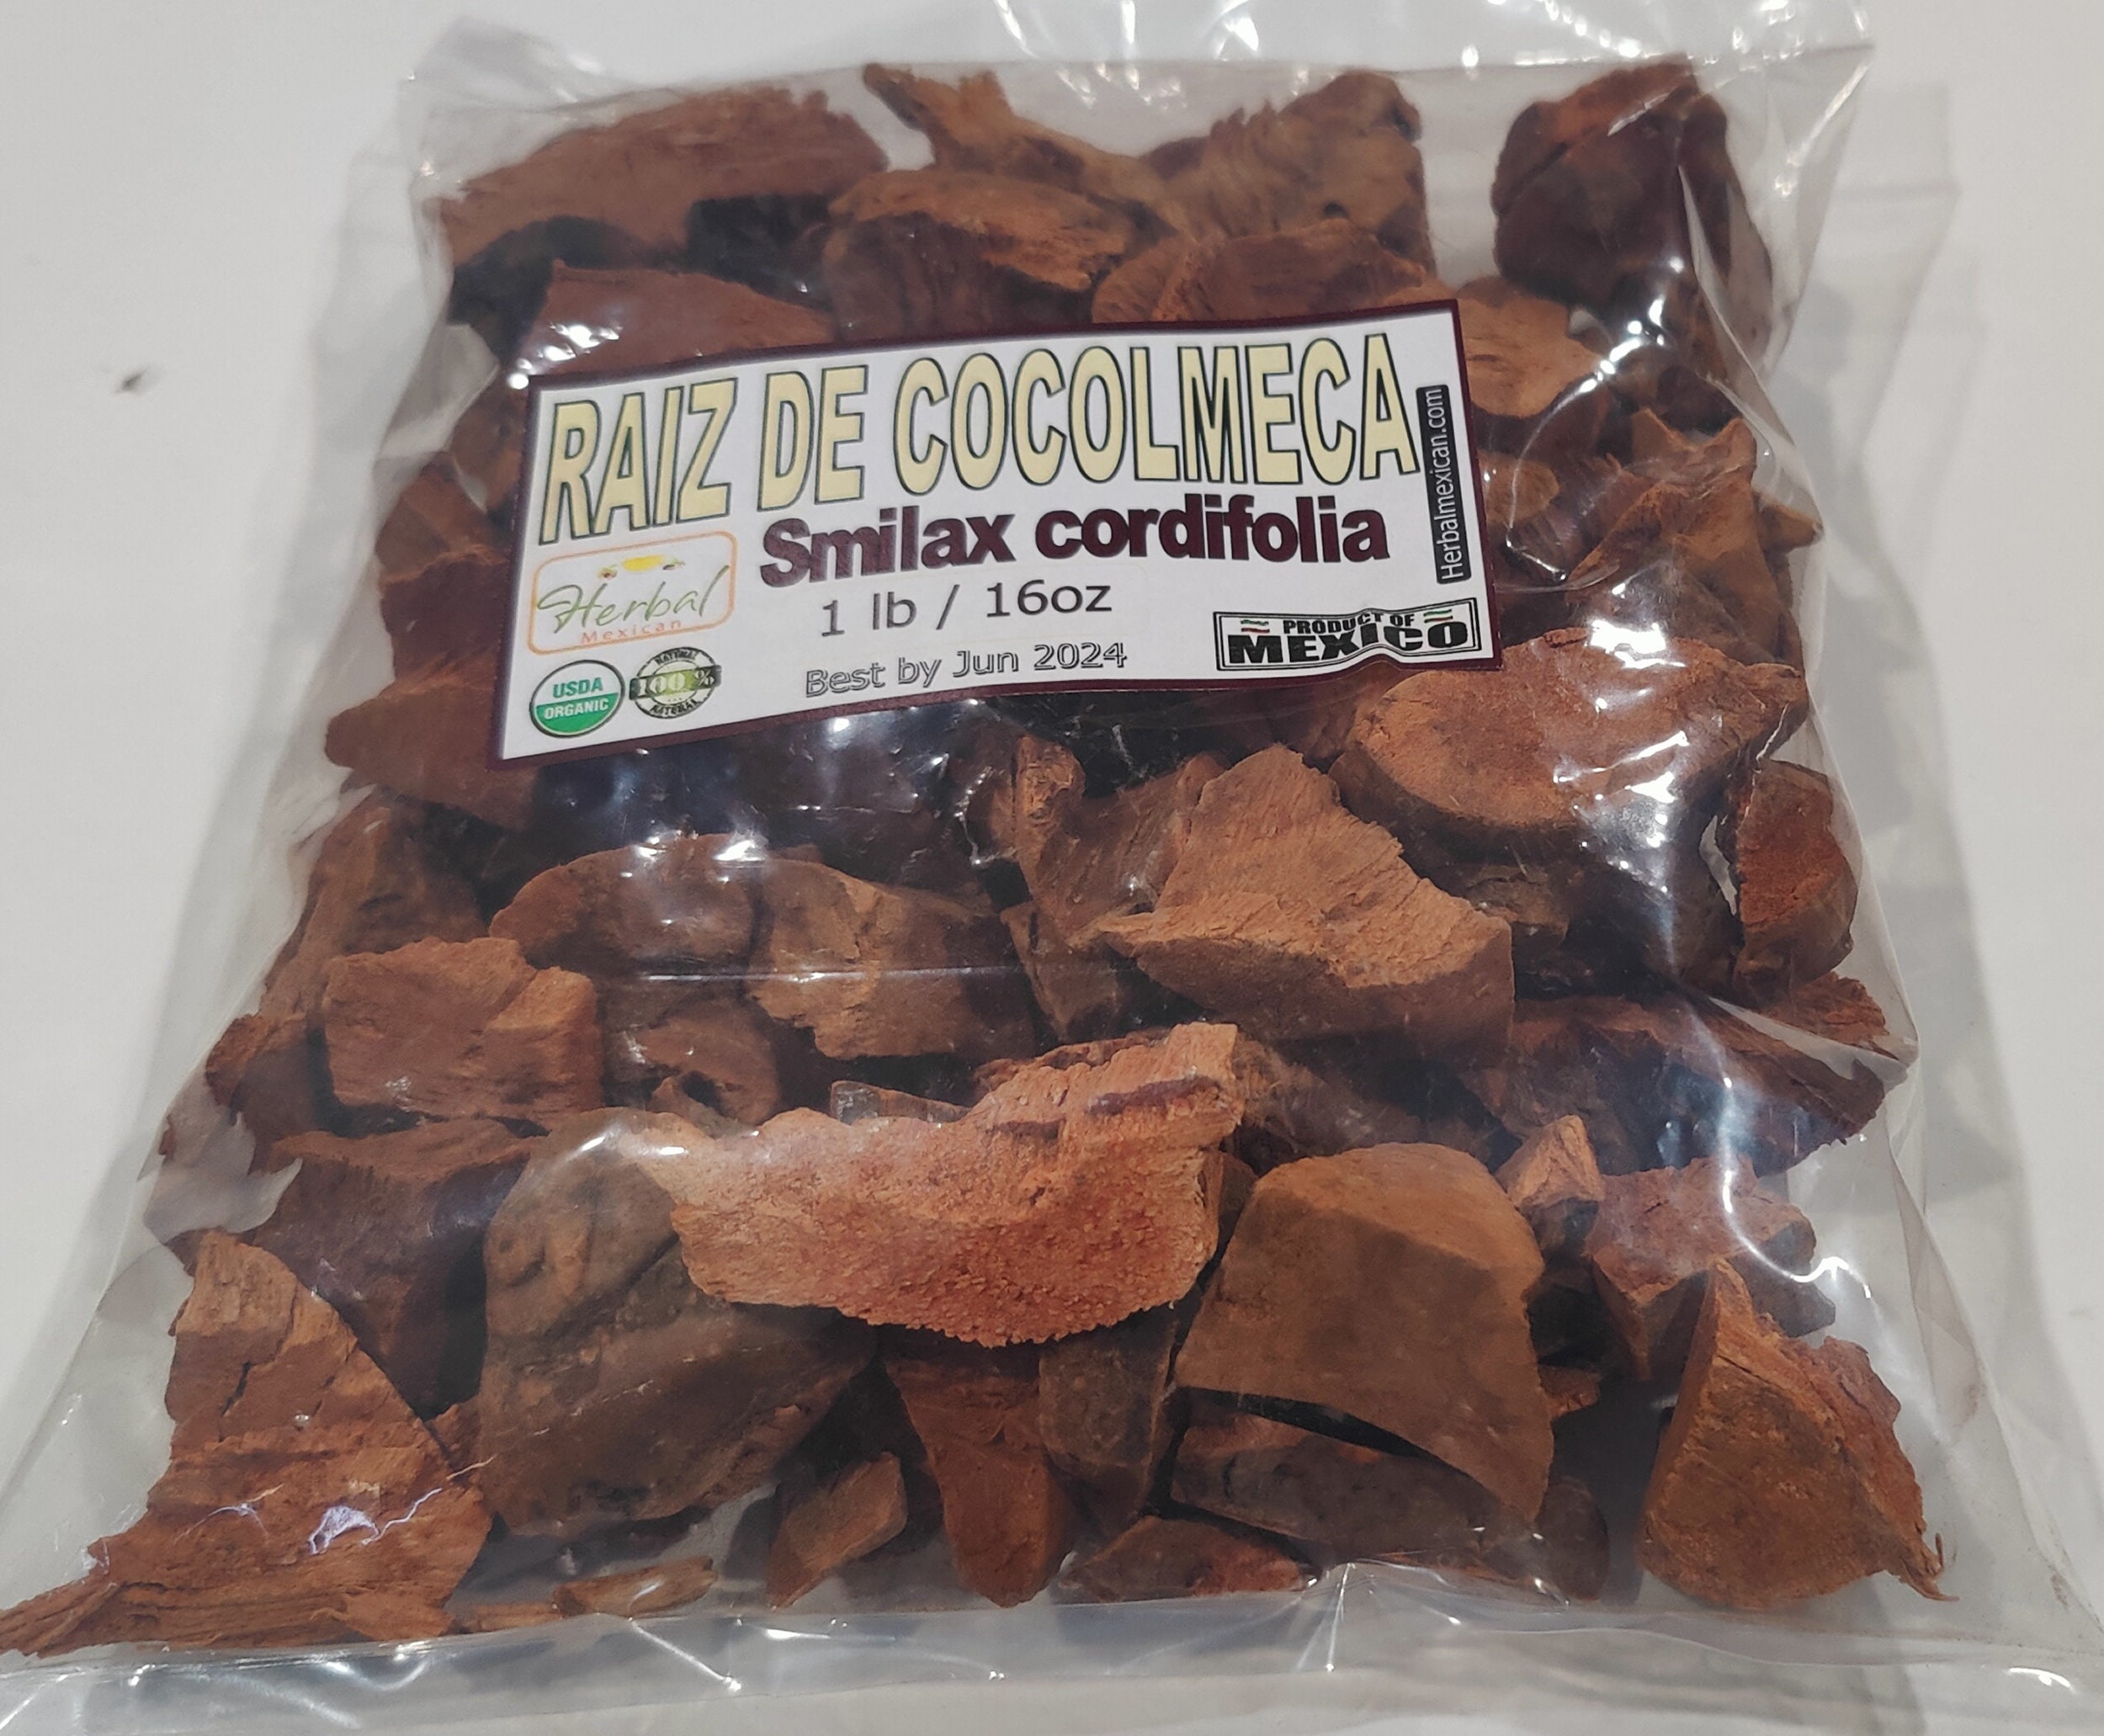 RAIZ DE COCOLMECA
Smilax cordifolia
1 lb / 16oz
Best by Jun 2024
Herbal
Mexican
USDA
ORGANIC
NATURAL
100 %
NATURAL
PRODUCT OF
MEXICO
Herbalmexican.com